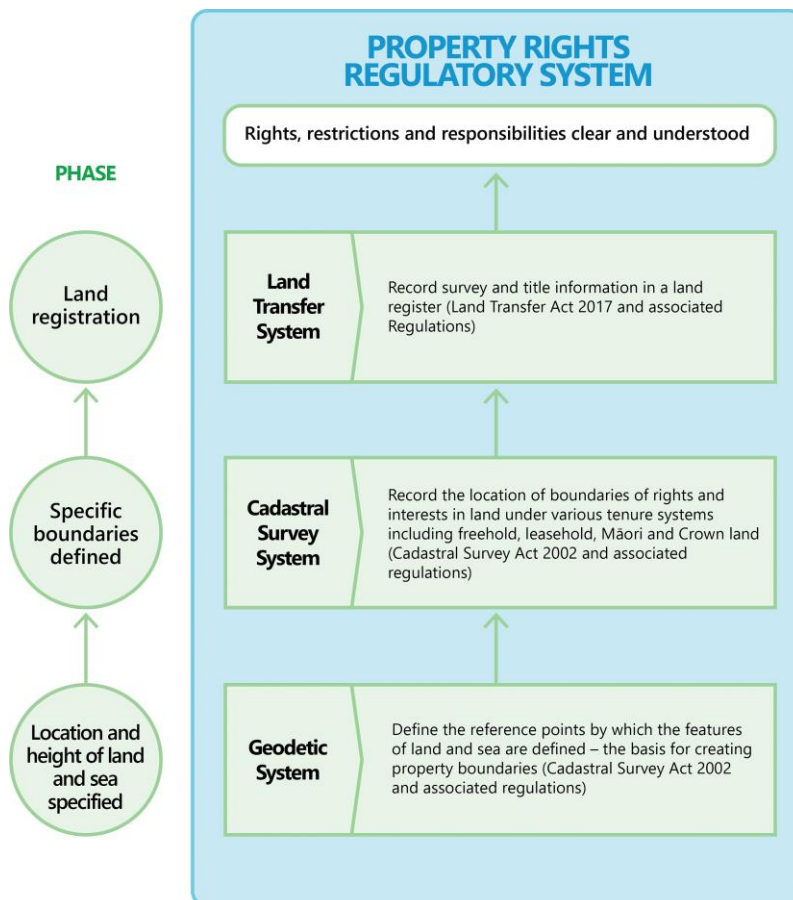 PROPERTY RIGHTS
REGULATORY SYSTEM
Rights, restrictions and responsibilities clear and understood
PHASE
Land
registration
Land
Transfer
System
Record survey and title information in a land
register (Land Transfer Act 2017 and associated
Regulations)
Specific
boundaries
defined
Cadastral
Survey
System
Record the location of boundaries of rights and
interests in land under various tenure systems
including freehold, leasehold, Māori and Crown land
(Cadastral Survey Act 2002 and associated
regulations)
Location and
height of land
and sea
specified
Geodetic
System
Define the reference points by which the features
of land and sea are defined – the basis for creating
property boundaries (Cadastral Survey Act 2002
and associated regulations)